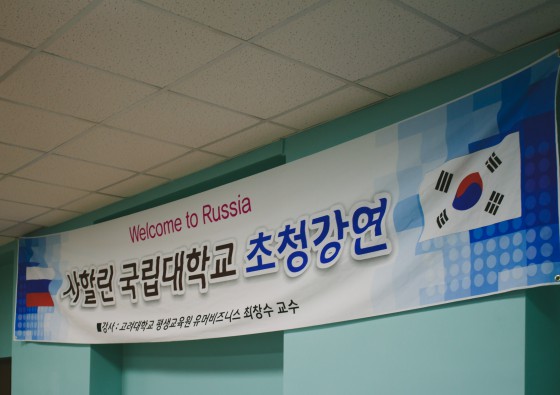 Welcome to Russia
사할린 국립대학교 초청강연
■강사 : 고려대학교 평생교육원 유머비즈니스 최창수 교수